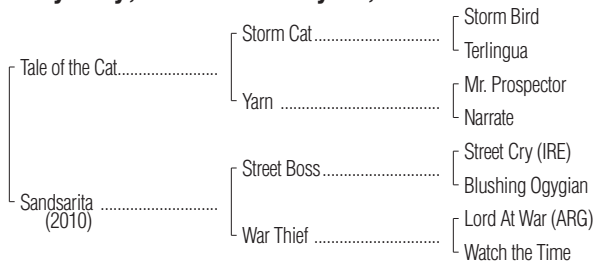 Storm Bird
Storm Cat
Terlingua
Tale of the Cat
Mr. Prospector
Yarn
Narrate
Street Cry (IRE)
Street Boss
Blushing Ogygian
Sandsarita
(2010)
Lord At War (ARG)
War Thief
Watch the Time